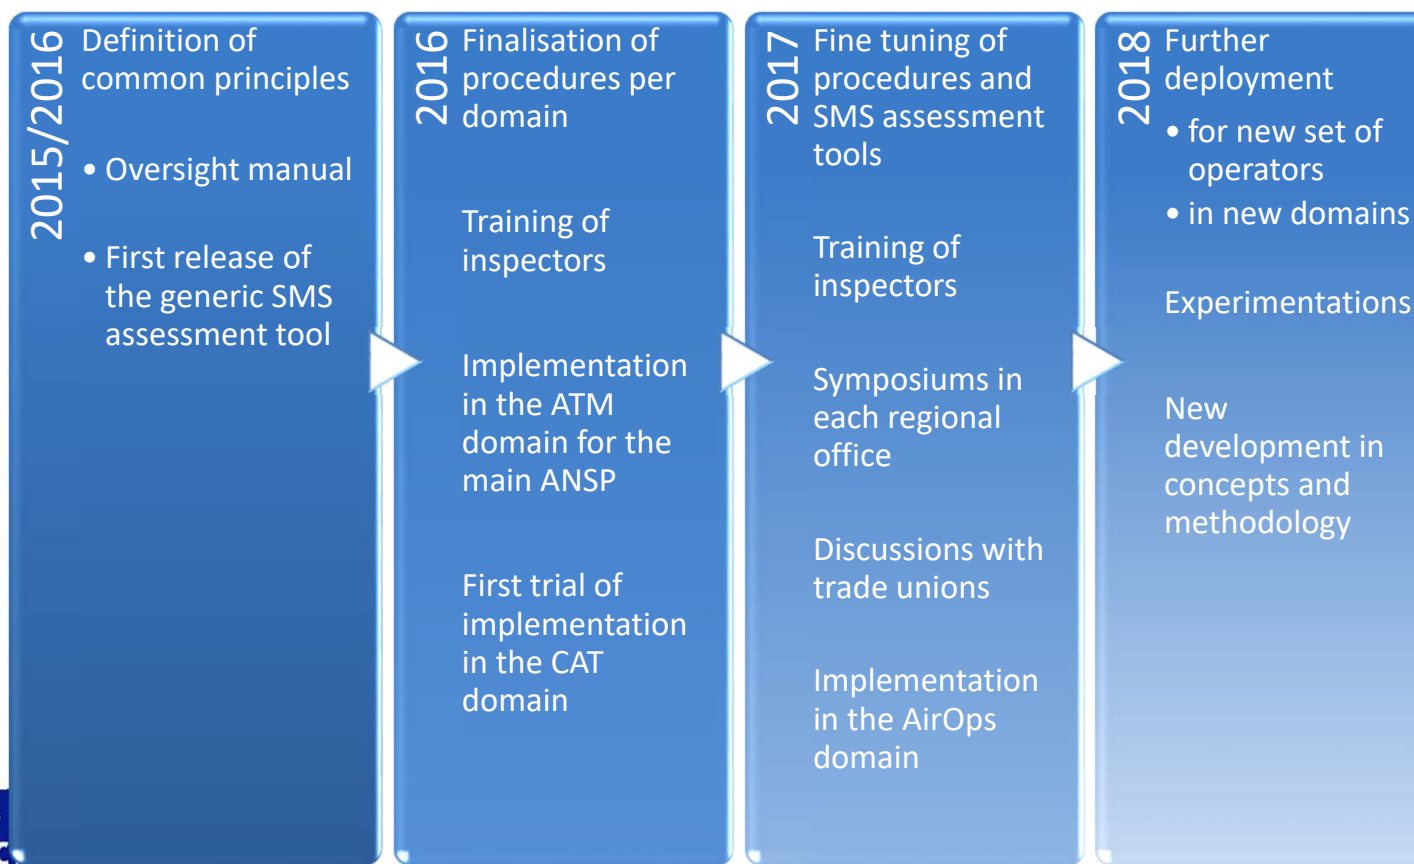 2015/2016
Definition of
common principles
• Oversight manual
• First release of
the generic SMS
assessment tool
2016
Finalisation of
procedures per
domain
Training of
inspectors
Implementation
in the ATM
domain for the
main ANSP
First trial of
implementation
in the CAT
domain
2017
Fine tuning of
procedures and
SMS assessment
tools
Training of
inspectors
Symposiums in
each regional
office
Discussions with
trade unions
Implementation
in the AirOps
domain
2018
Further
deployment
• for new set of
operators
• in new domains
Experimentations
New
development in
concepts and
methodology